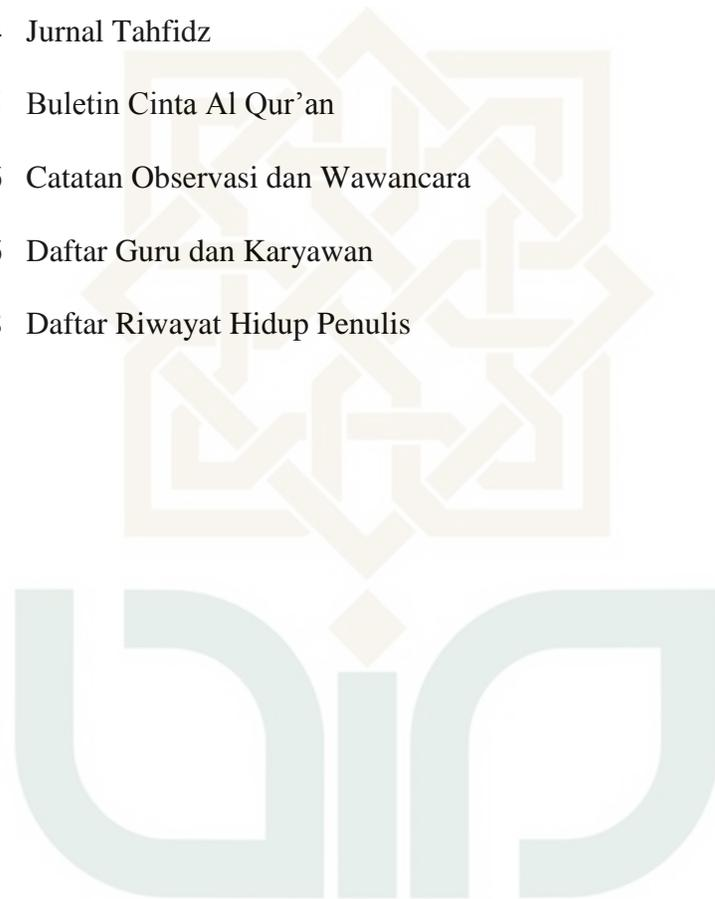 Jurnal Tahfidz
Buletin Cinta Al Qur’an
Catatan Observasi dan Wawancara
Daftar Guru dan Karyawan
Daftar Riwayat Hidup Penulis